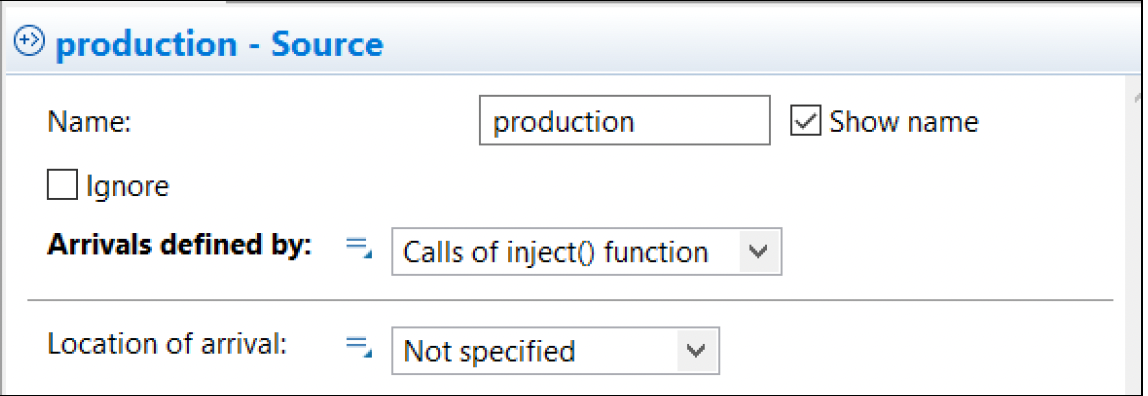 production - Source
Name: production Show name
Ignore
Arrivals defined by: Calls of inject() function
Location of arrival: Not specified